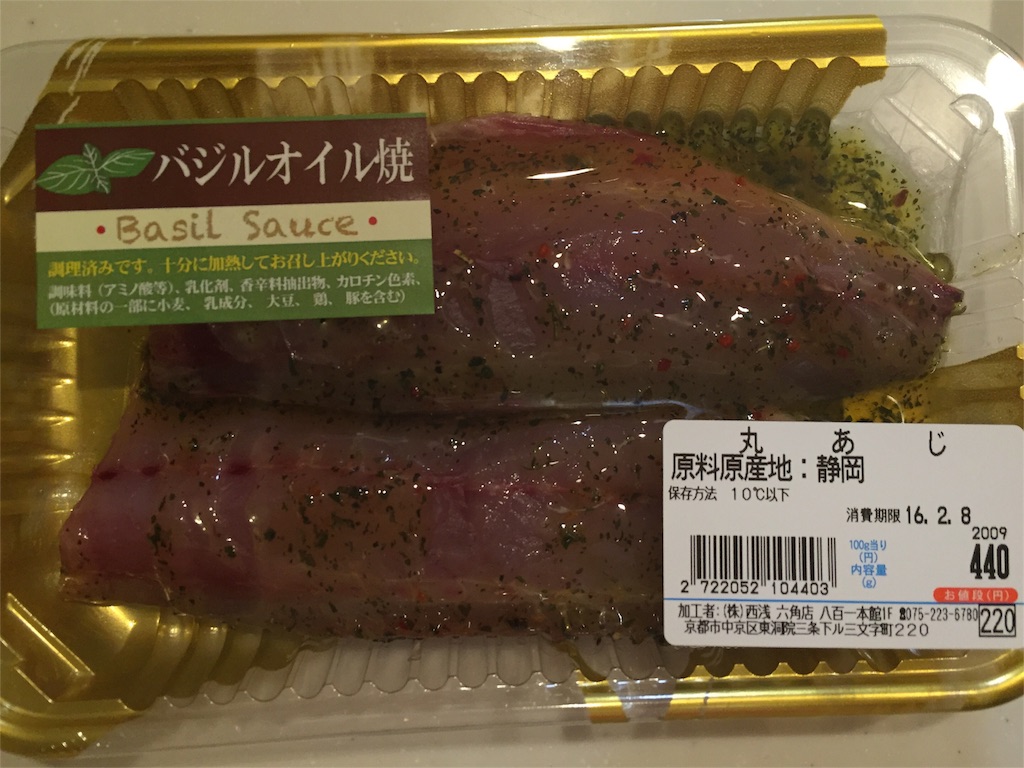 バジルオイル焼
Basil Sauce
調理済みです。十分に加熱してお召し上がりください。
調味料(アミノ酸等)、乳化剤、香辛料抽出物、カロチン色素、
(原材料の一部に小麦、乳成分、大豆、鶏、豚を含む)
丸あじ
原料原産地:静岡
保存方法 10℃以下
消費期限 16. 2. 8
2009
100g当り
(円)
内容量
(g)
440
2 722052 104403
お値段(円)
加工者:(株)西浅 六角店 八百一本館1F ☎075-223-6780
220
京都市中京区東洞院三条下ル三文字町220